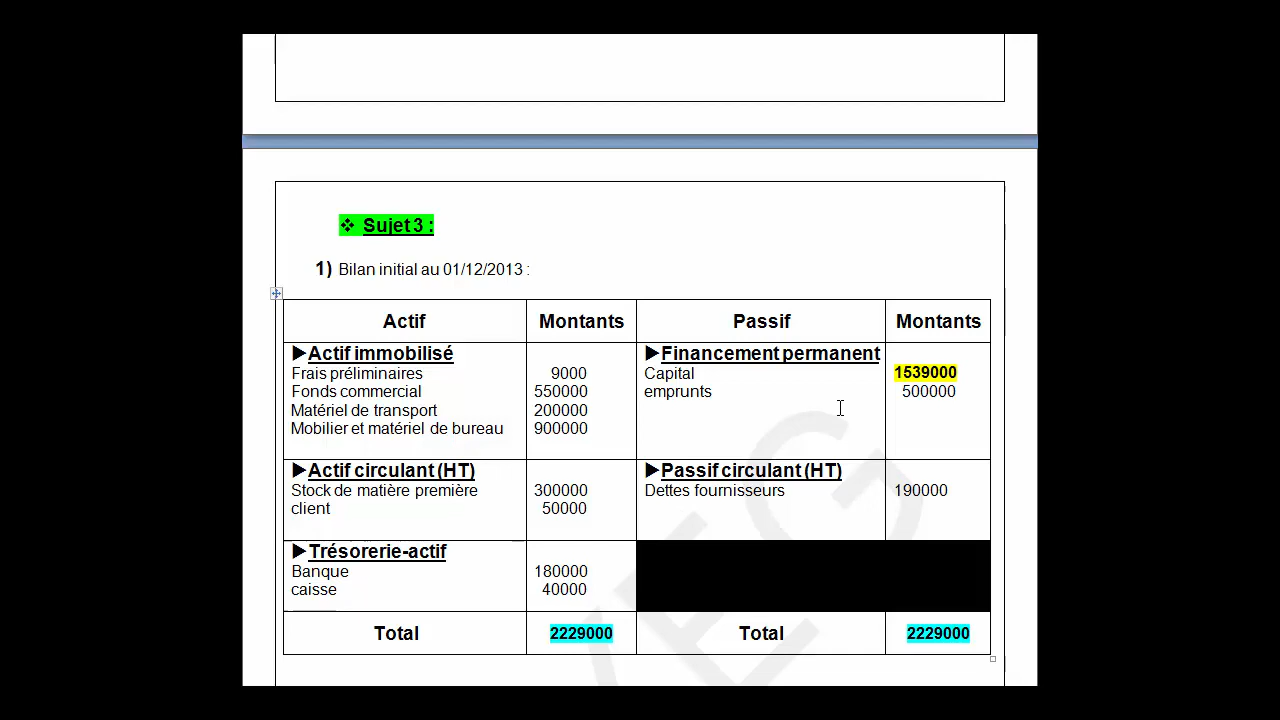 ❖ Sujet 3 :
1) Bilan initial au 01/12/2013 :
Actif Montants Passif Montants
►Actif immobilisé ►Financement permanent
Frais préliminaires 9000 Capital 1539000
Fonds commercial 550000 emprunts 500000
Matériel de transport 200000
Mobilier et matériel de bureau 900000
►Actif circulant (HT) ►Passif circulant (HT)
Stock de matière première 300000 Dettes fournisseurs 190000
client 50000
►Trésorerie-actif
Banque 180000
caisse 40000
Total 2229000 Total 2229000